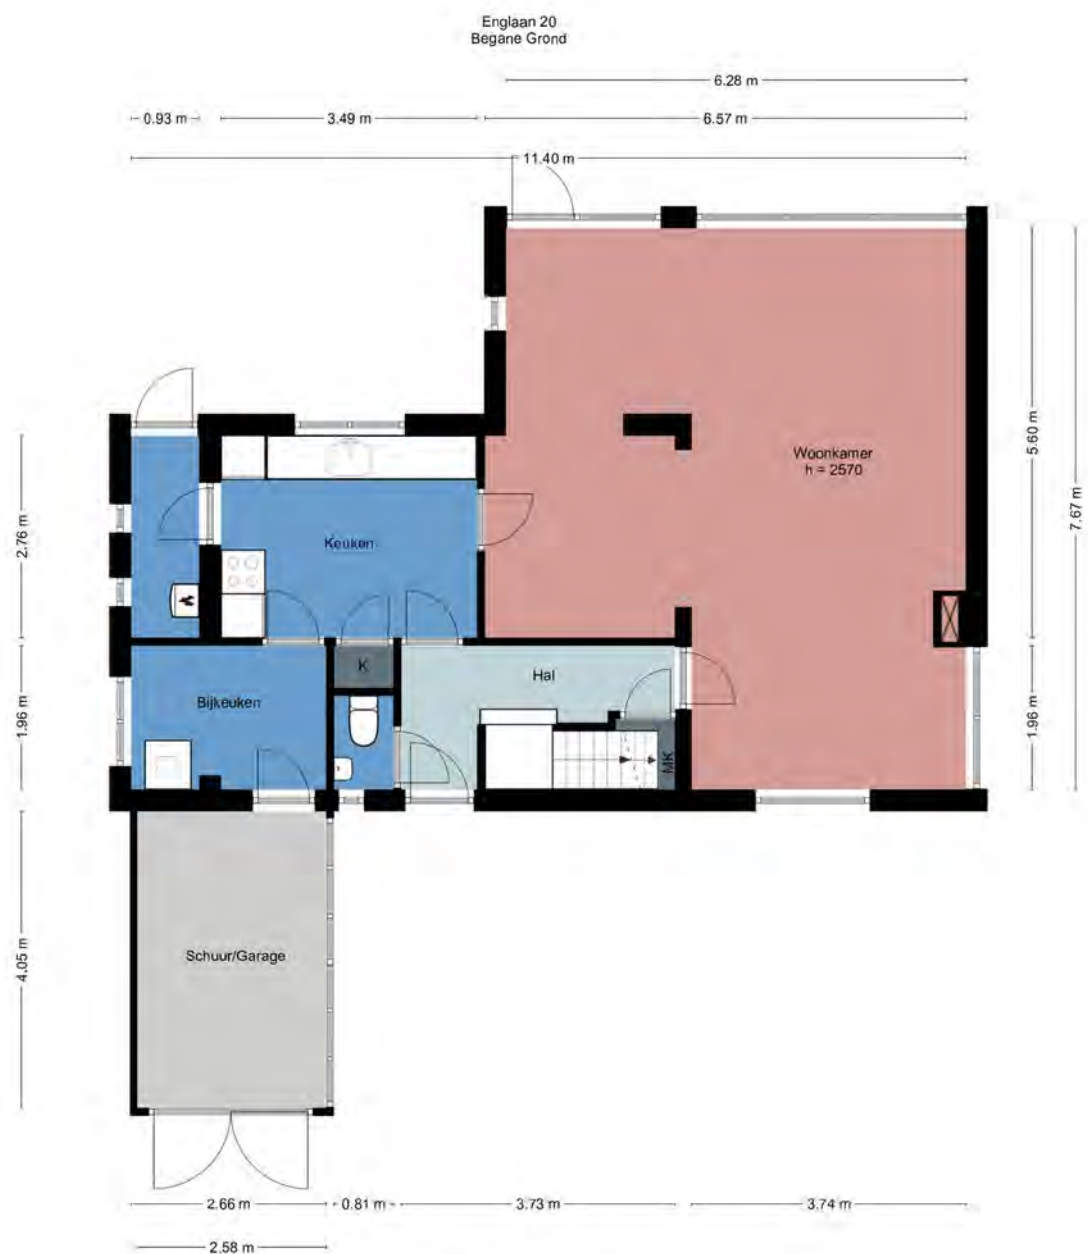 Englaan 20
Begane Grond
6.28 m
0.93 m
3.49 m
6.57 m
11.40 m
5.60 m
7.67 m
Woonkamer
h = 2570
2.76 m
Keuken
K
Hal
Bijkeuken
1.96 m
1.96 m
MK
Schuur/Garage
4.05 m
2.66 m
0.81 m
3.73 m
3.74 m
2.58 m